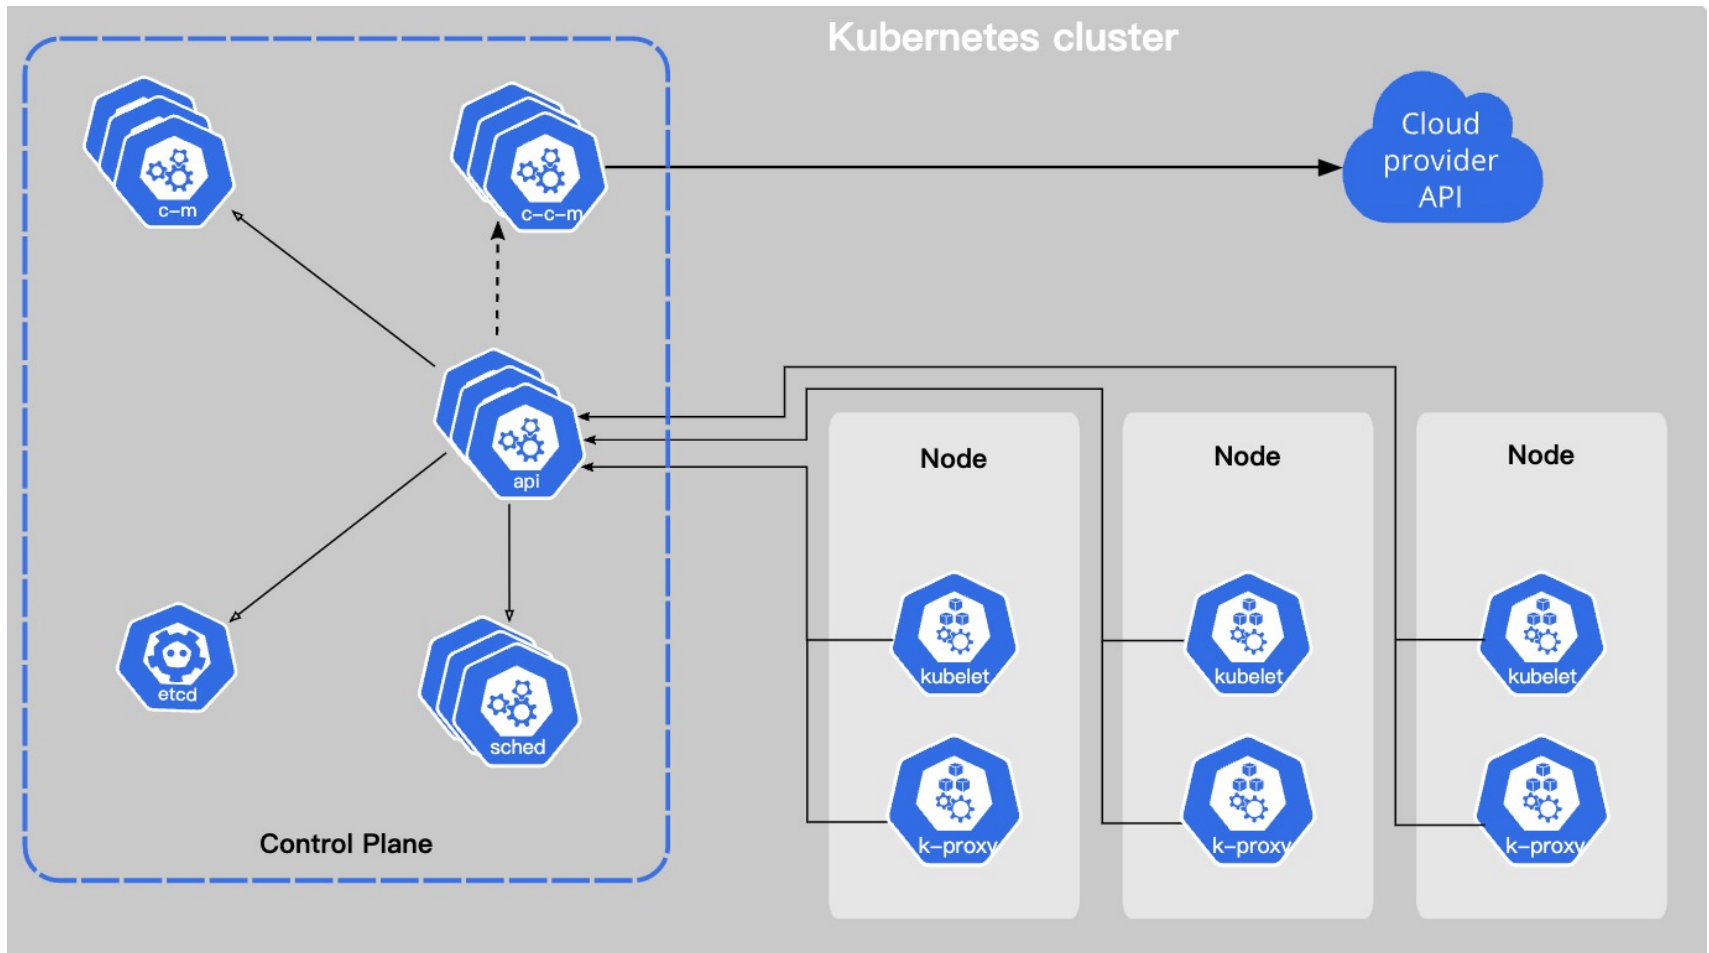 Kubernetes cluster
c-m
c-c-m
Cloud
provider
API
api
etcd
sched
Control Plane
Node
kubelet
k-proxy
Node
kubelet
k-proxy
Node
kubelet
k-proxy